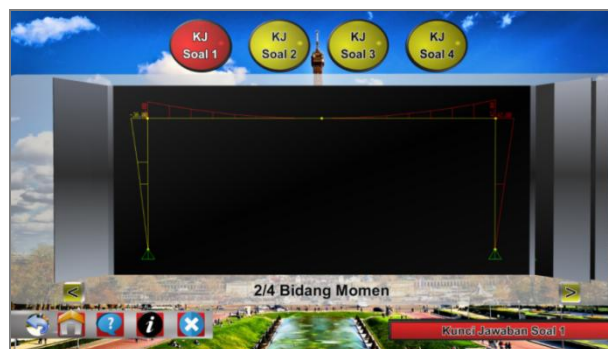 KJ
Soal 1
KJ
Soal 2
KJ
Soal 3
KJ
Soal 4
2/4 Bidang Momen
<
>
?
i
Kunci Jawaban Soal 1